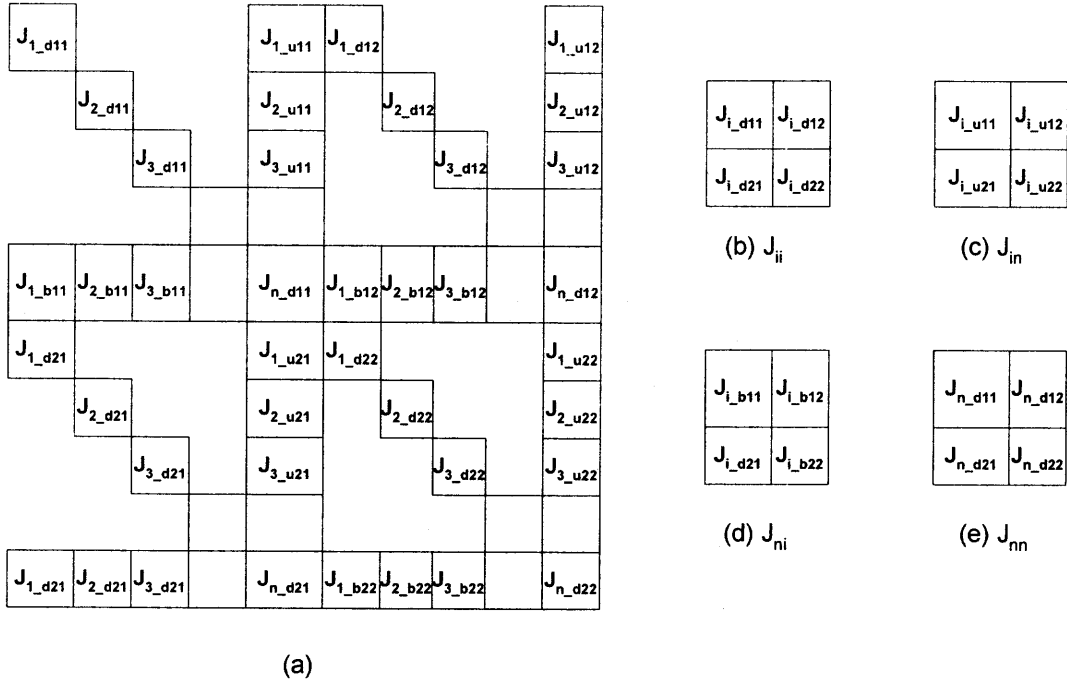 J1_d11 J1_u11 J1_d12 J1_u12
J2_d11 J2_u11 J2_d12 J2_u12
J3_d11 J3_u11 J3_d12 J3_u12
J1_b11 J2_b11 J3_b11 Jn_d11 J1_b12 J2_b12 J3_b12 Jn_d12
J1_d21 J1_u21 J1_d22 J1_u22
J2_d21 J2_u21 J2_d22 J2_u22
J3_d21 J3_u21 J3_d22 J3_u22
J1_d21 J2_d21 J3_d21 Jn_d21 J1_b22 J2_b22 J3_b22 Jn_d22
(a)
Ji_d11 Ji_d12
Ji_d21 Ji_d22
(b) Jii
Ji_u11 Ji_u12
Ji_u21 Ji_u22
(c) Jin
Ji_b11 Ji_b12
Ji_d21 Ji_b22
(d) Jni
Jn_d11 Jn_d12
Jn_d21 Jn_d22
(e) Jnn